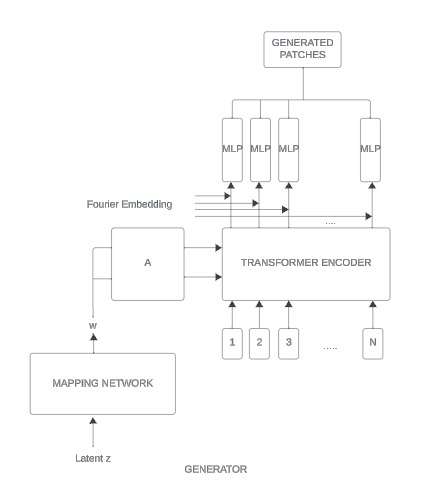 GENERATED
PATCHES
MLP MLP MLP MLP
Fourier Embedding
....
A
TRANSFORMER ENCODER
w
1 2 3 ..... N
MAPPING NETWORK
Latent z
GENERATOR